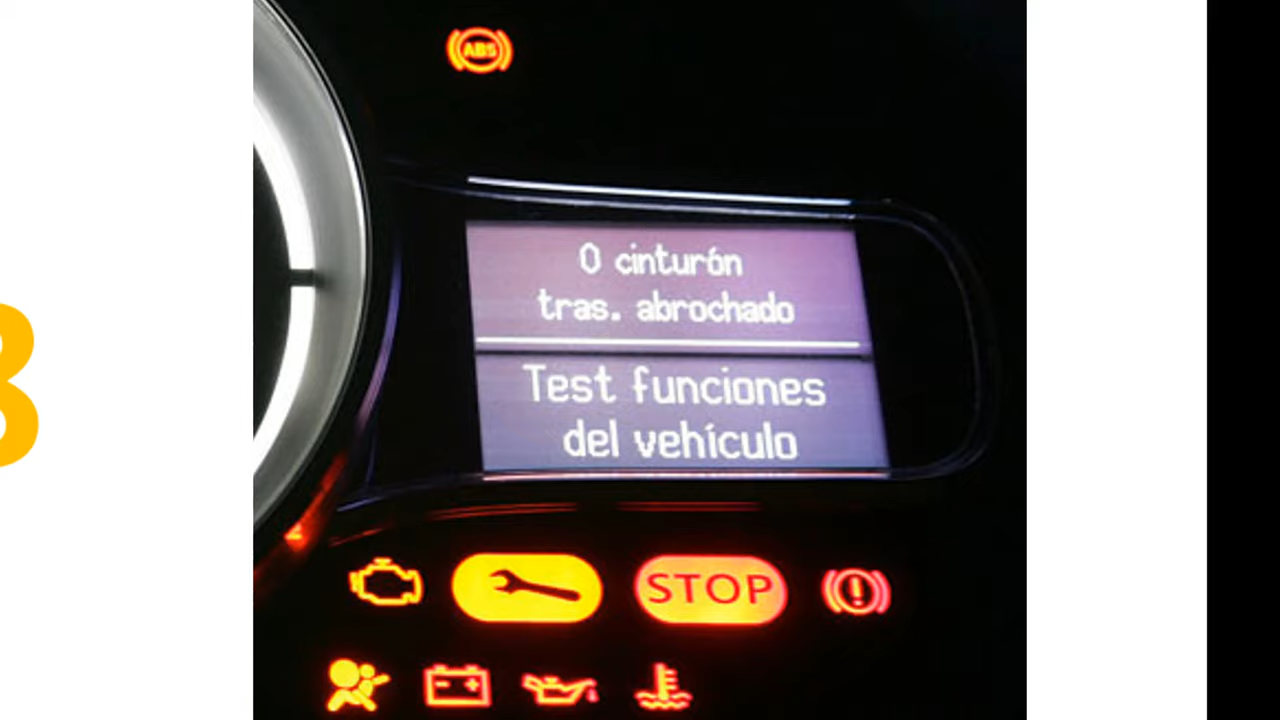 ABS
0 cinturón
tras. abrochado
Test funciones
del vehículo
STOP